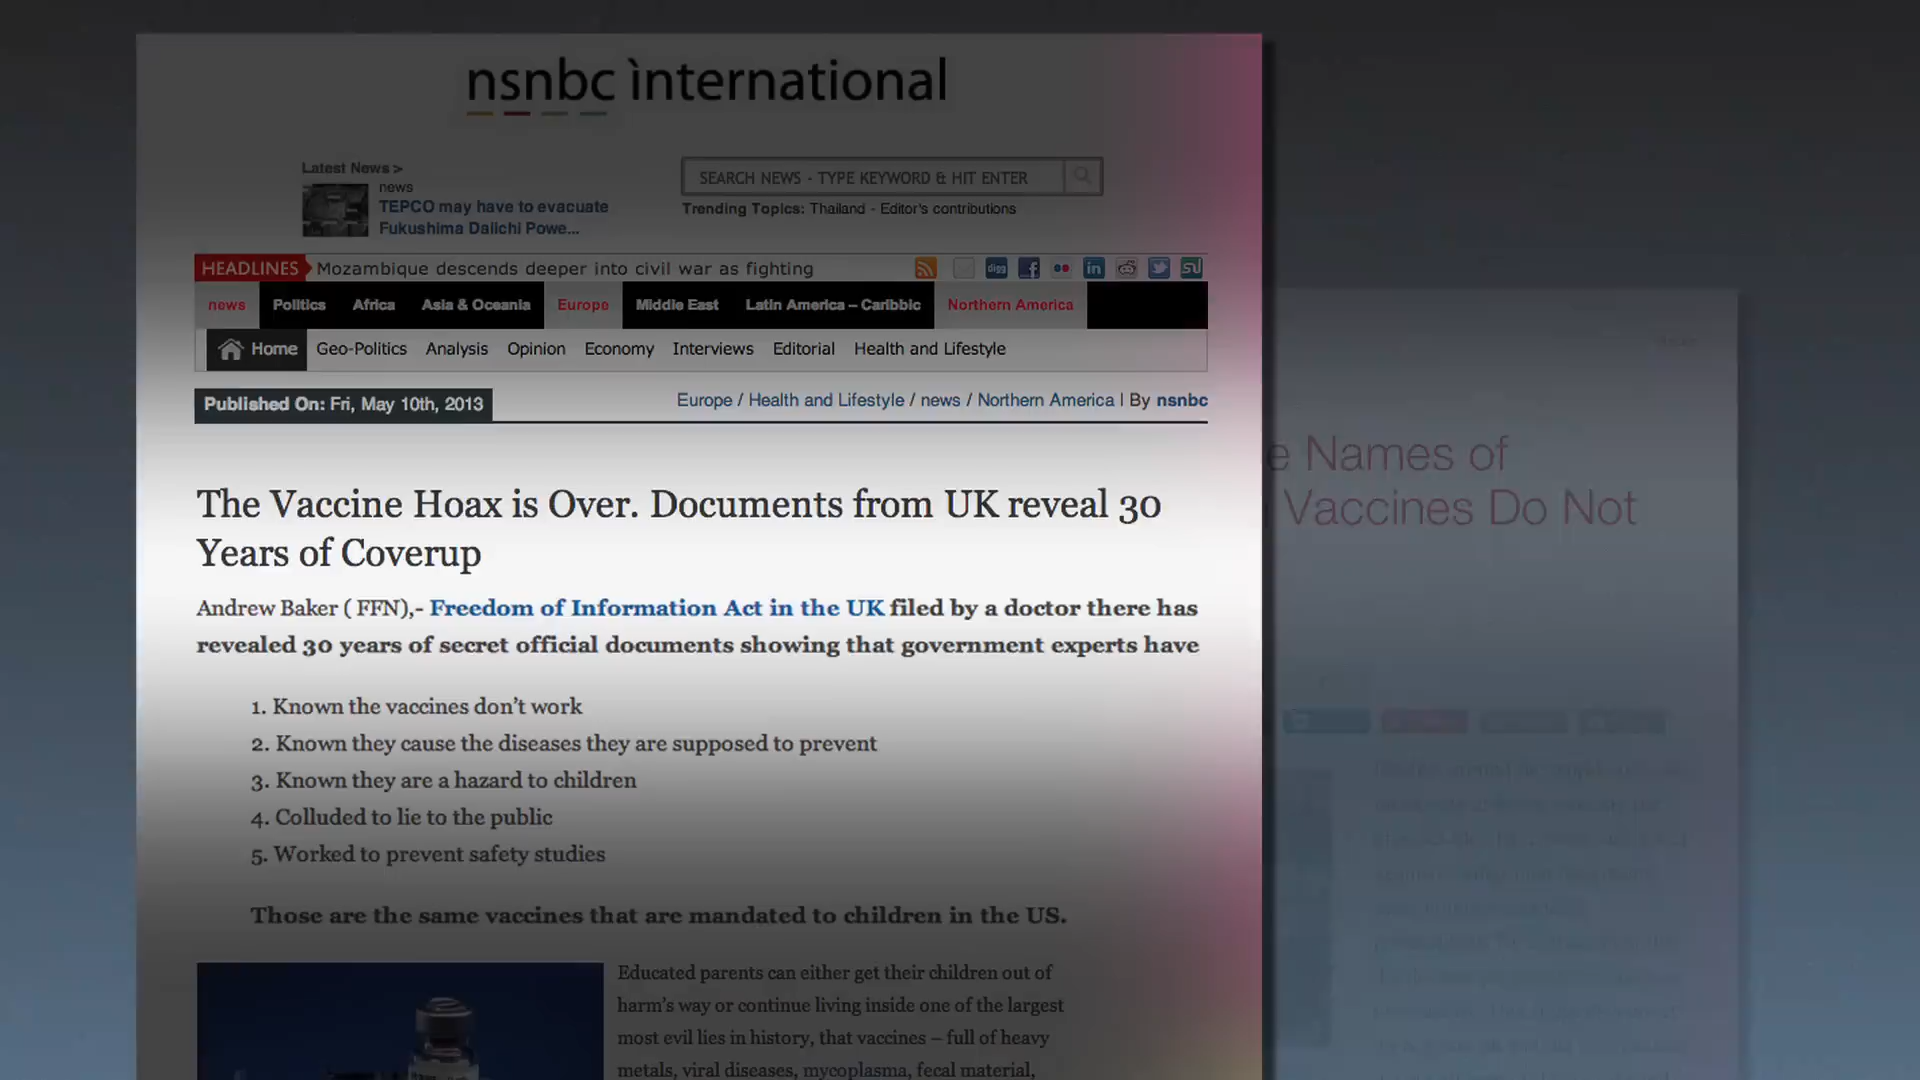 nsnbc ìnternational
Latest News >
news
TEPCO may have to evacuate
Fukushima Daiichi Powe...
SEARCH NEWS - TYPE KEYWORD & HIT ENTER
Trending Topics: Thailand - Editor's contributions
HEADLINES Mozambique descends deeper into civil war as fighting
news Politics Africa Asia & Oceania Europe Middle East Latin America – Caribbic Northern America
Home Geo-Politics Analysis Opinion Economy Interviews Editorial Health and Lifestyle
Published On: Fri, May 10th, 2013
Europe / Health and Lifestyle / news / Northern America | By nsnbc
The Vaccine Hoax is Over. Documents from UK reveal 30
Years of Coverup
Andrew Baker ( FFN),- Freedom of Information Act in the UK filed by a doctor there has
revealed 30 years of secret official documents showing that government experts have
1. Known the vaccines don't work
2. Known they cause the diseases they are supposed to prevent
3. Known they are a hazard to children
4. Colluded to lie to the public
5. Worked to prevent safety studies
Those are the same vaccines that are mandated to children in the US.
Educated parents can either get their children out of
harm's way or continue living inside one of the largest
most evil lies in history, that vaccines – full of heavy
metals, viral diseases, mycoplasma, fecal material,
Names of
Vaccines Do Not